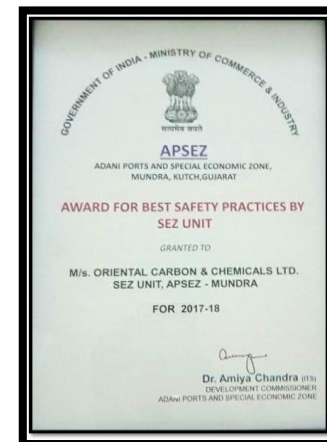 GOVERNMENT OF INDIA - MINISTRY OF COMMERCE & INDUSTRY
सत्यमेव जयते
APSEZ
ADANI PORTS AND SPECIAL ECONOMIC ZONE,
MUNDRA, KUTCH,GUJARAT
AWARD FOR BEST SAFETY PRACTICES BY
SEZ UNIT
GRANTED TO
M/s. ORIENTAL CARBON & CHEMICALS LTD.
SEZ UNIT, APSEZ - MUNDRA
FOR 2017-18
Dr. Amiya Chandra (ITS)
DEVELOPMENT COMMISSIONER
ADANI PORTS AND SPECIAL ECONOMIC ZONE